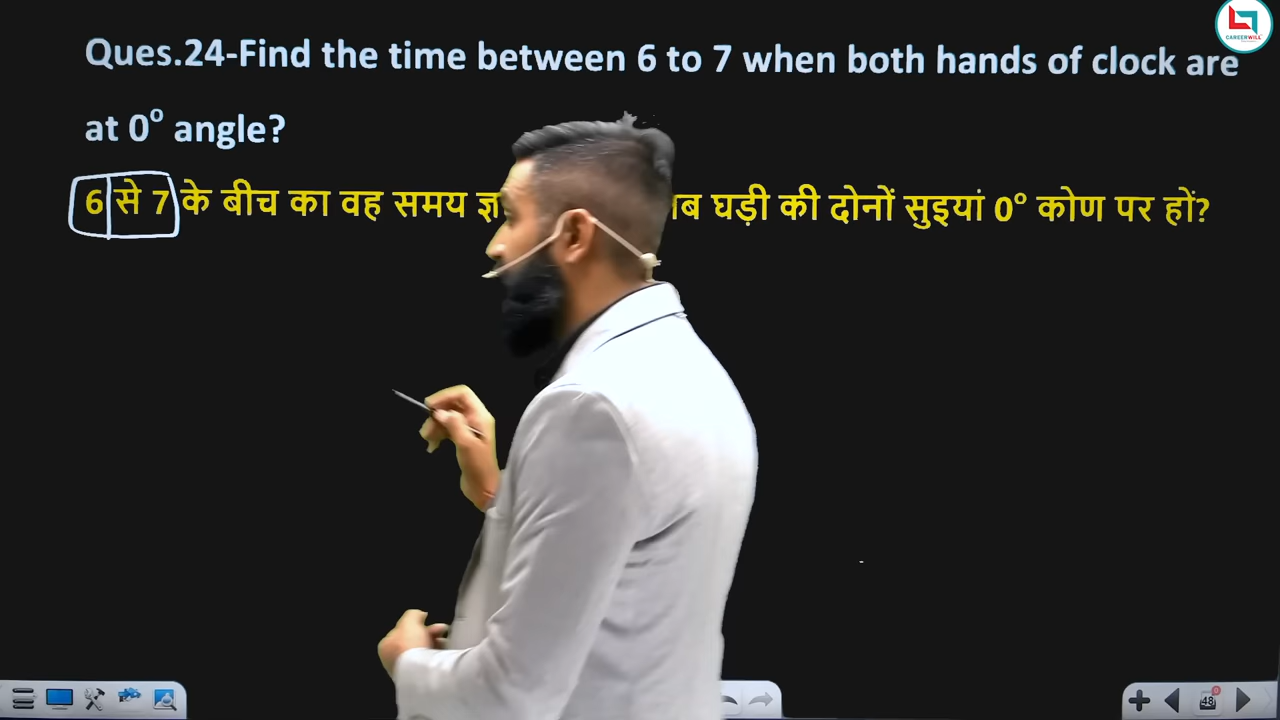 CAREERWILL
Ques.24-Find the time between 6 to 7 when both hands of clock are
at 0° angle?
6 से 7 के बीच का वह समय घड़ी की दोनों सुइयां 0° कोण पर हों?
48